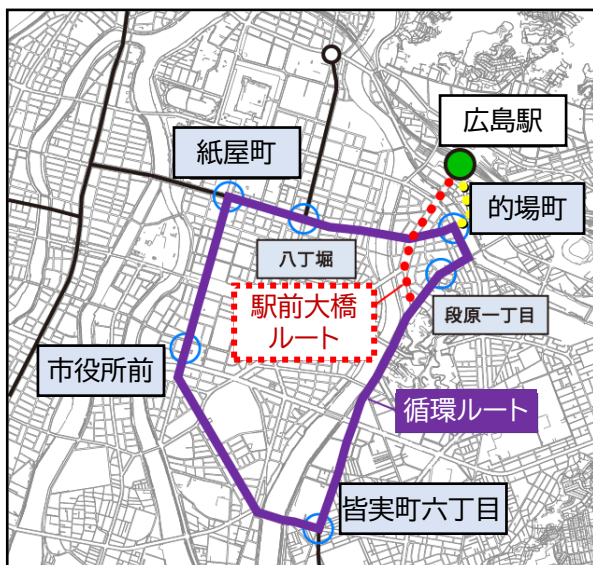 広島駅
紙屋町
的場町
八丁堀
駅前大橋
ルート
段原一丁目
市役所前
循環ルート
皆実町六丁目